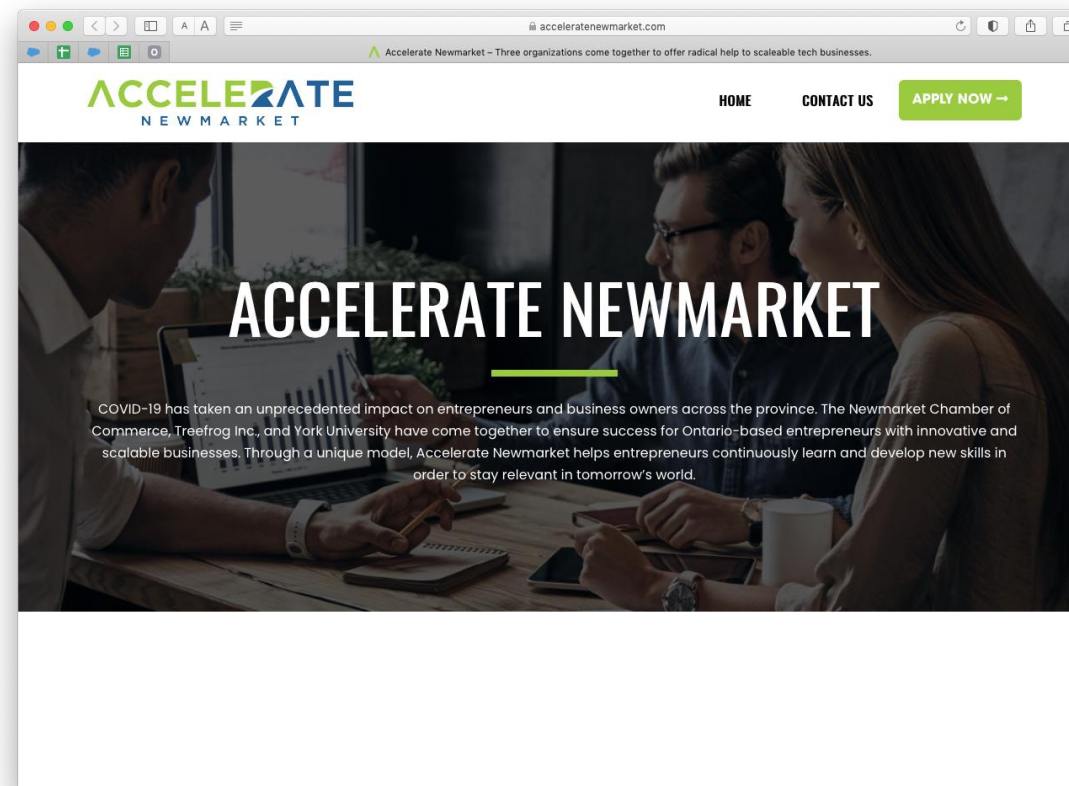 A A
acceleratenewmarket.com
Accelerate Newmarket – Three organizations come together to offer radical help to scaleable tech businesses.
ACCELERATE
NEWMARKET
HOME CONTACT US APPLY NOW →
ACCELERATE NEWMARKET
COVID-19 has taken an unprecedented impact on entrepreneurs and business owners across the province. The Newmarket Chamber of
Commerce, Treefrog Inc., and York University have come together to ensure success for Ontario-based entrepreneurs with innovative and
scalable businesses. Through a unique model, Accelerate Newmarket helps entrepreneurs continuously learn and develop new skills in
order to stay relevant in tomorrow's world.